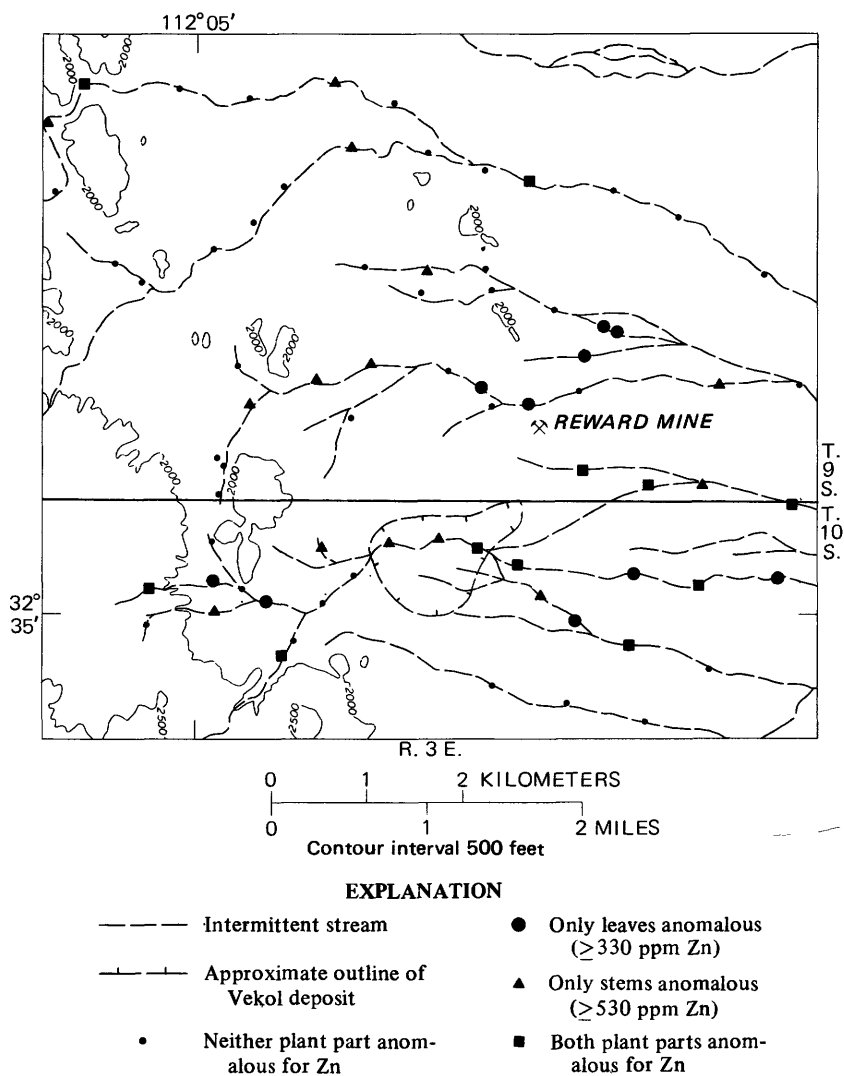 112° 05′
2000
2000
2000
2000
2000
2000
2000
2000
2000
REWARD MINE
T.
9
S.
2000
2000
T.
10
S.
32°
35′
2500
2500
2000
R. 3 E.
0 1 2 KILOMETERS
0 1 2 MILES
Contour interval 500 feet
EXPLANATION
Intermittent stream
Approximate outline of
Vekol deposit
Neither plant part anom-
alous for Zn
Only leaves anomalous
(≥330 ppm Zn)
Only stems anomalous
(≥530 ppm Zn)
Both plant parts anom-
alous for Zn